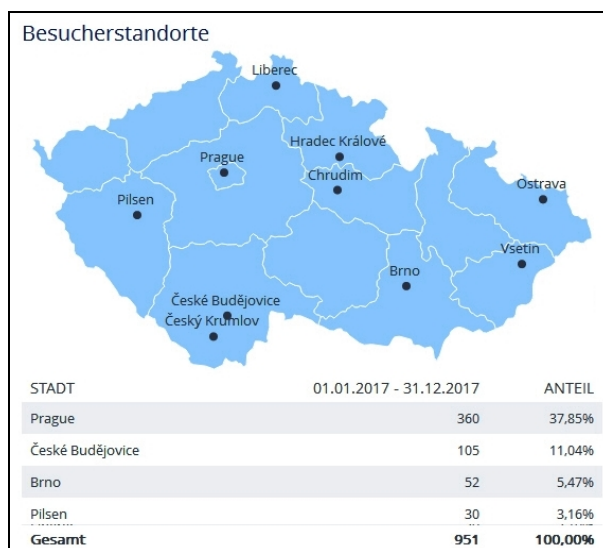 Besucherstandorte
Liberec
Hradec Králové
Prague
Chrudim
Ostrava
Pilsen
Vsetin
Brno
České Budějovice
Český Krumlov
STADT 01.01.2017 - 31.12.2017 ANTEIL
Prague 360 37,85%
České Budějovice 105 11,04%
Brno 52 5,47%
Pilsen 30 3,16%
Gesamt 951 100,00%